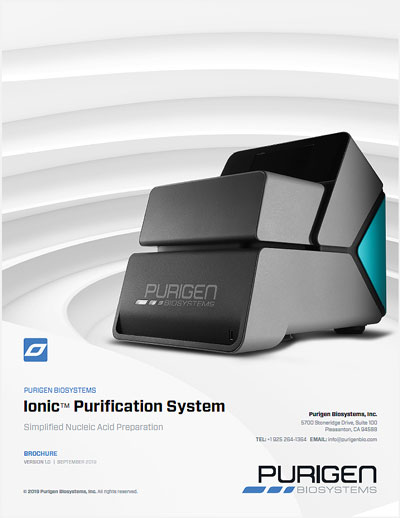 PURIGEN
BIOSYSTEMS
PURIGEN BIOSYSTEMS
Ionic™ Purification System
Simplified Nucleic Acid Preparation
BROCHURE
VERSION 1.0 | SEPTEMBER 2019
© 2019 Purigen Biosystems, Inc. All rights reserved.
Purigen Biosystems, Inc.
5700 Stoneridge Drive, Suite 100
Pleasanton, CA 94588
TEL: +1 925.264.1364 EMAIL: info@purigenbio.com
PURIGEN
BIOSYSTEMS